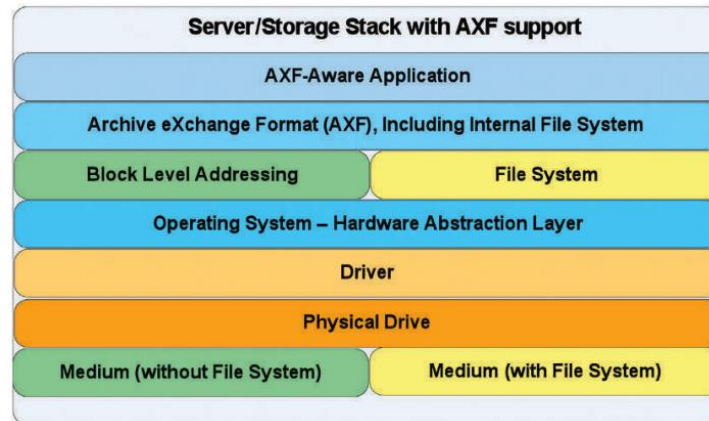 Server/Storage Stack with AXF support
AXF-Aware Application
Archive eXchange Format (AXF), Including Internal File System
Block Level Addressing
File System
Operating System – Hardware Abstraction Layer
Driver
Physical Drive
Medium (without File System)
Medium (with File System)